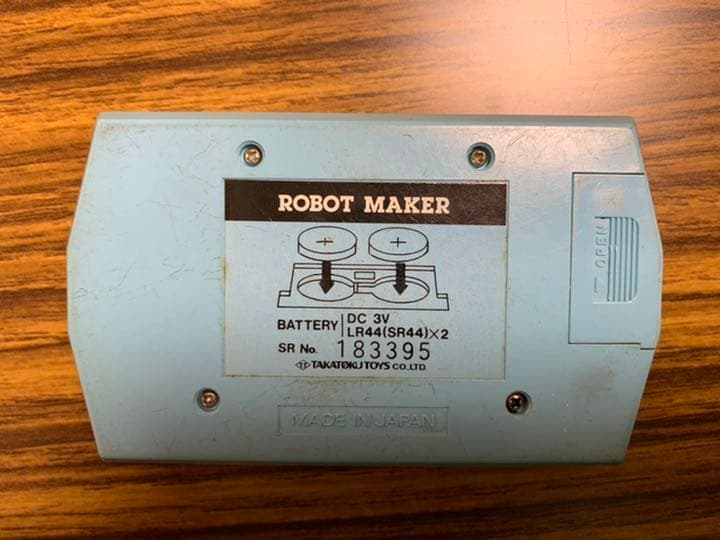 ROBOT MAKER
+ +
BATTERY DC 3V
LR44(SR44)×2
SR No. 183395
TT TAKATOKU TOYS CO.,LTD.
MADE IN JAPAN
OPEN